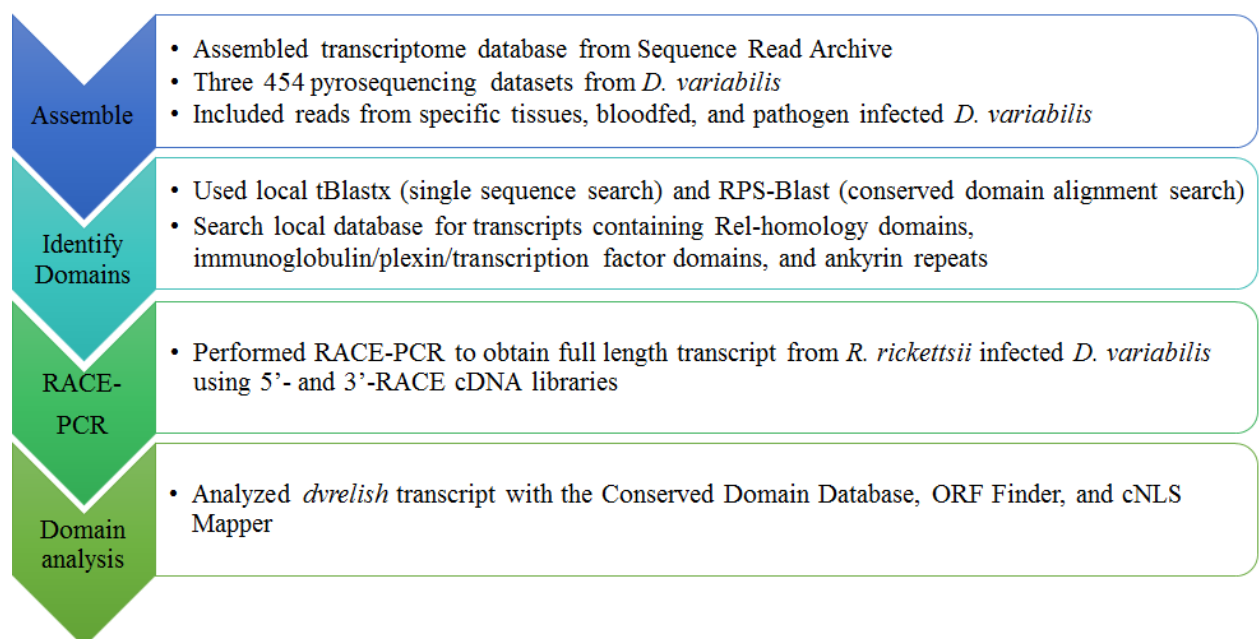 Assemble
• Assembled transcriptome database from Sequence Read Archive
• Three 454 pyrosequencing datasets from D. variabilis
• Included reads from specific tissues, bloodfed, and pathogen infected D. variabilis
Identify
Domains
• Used local tBlastx (single sequence search) and RPS-Blast (conserved domain alignment search)
• Search local database for transcripts containing Rel-homology domains,
immunoglobulin/plexin/transcription factor domains, and ankyrin repeats
RACE-
PCR
• Performed RACE-PCR to obtain full length transcript from R. rickettsii infected D. variabilis
using 5’- and 3’-RACE cDNA libraries
Domain
analysis
• Analyzed dvrelish transcript with the Conserved Domain Database, ORF Finder, and cNLS
Mapper